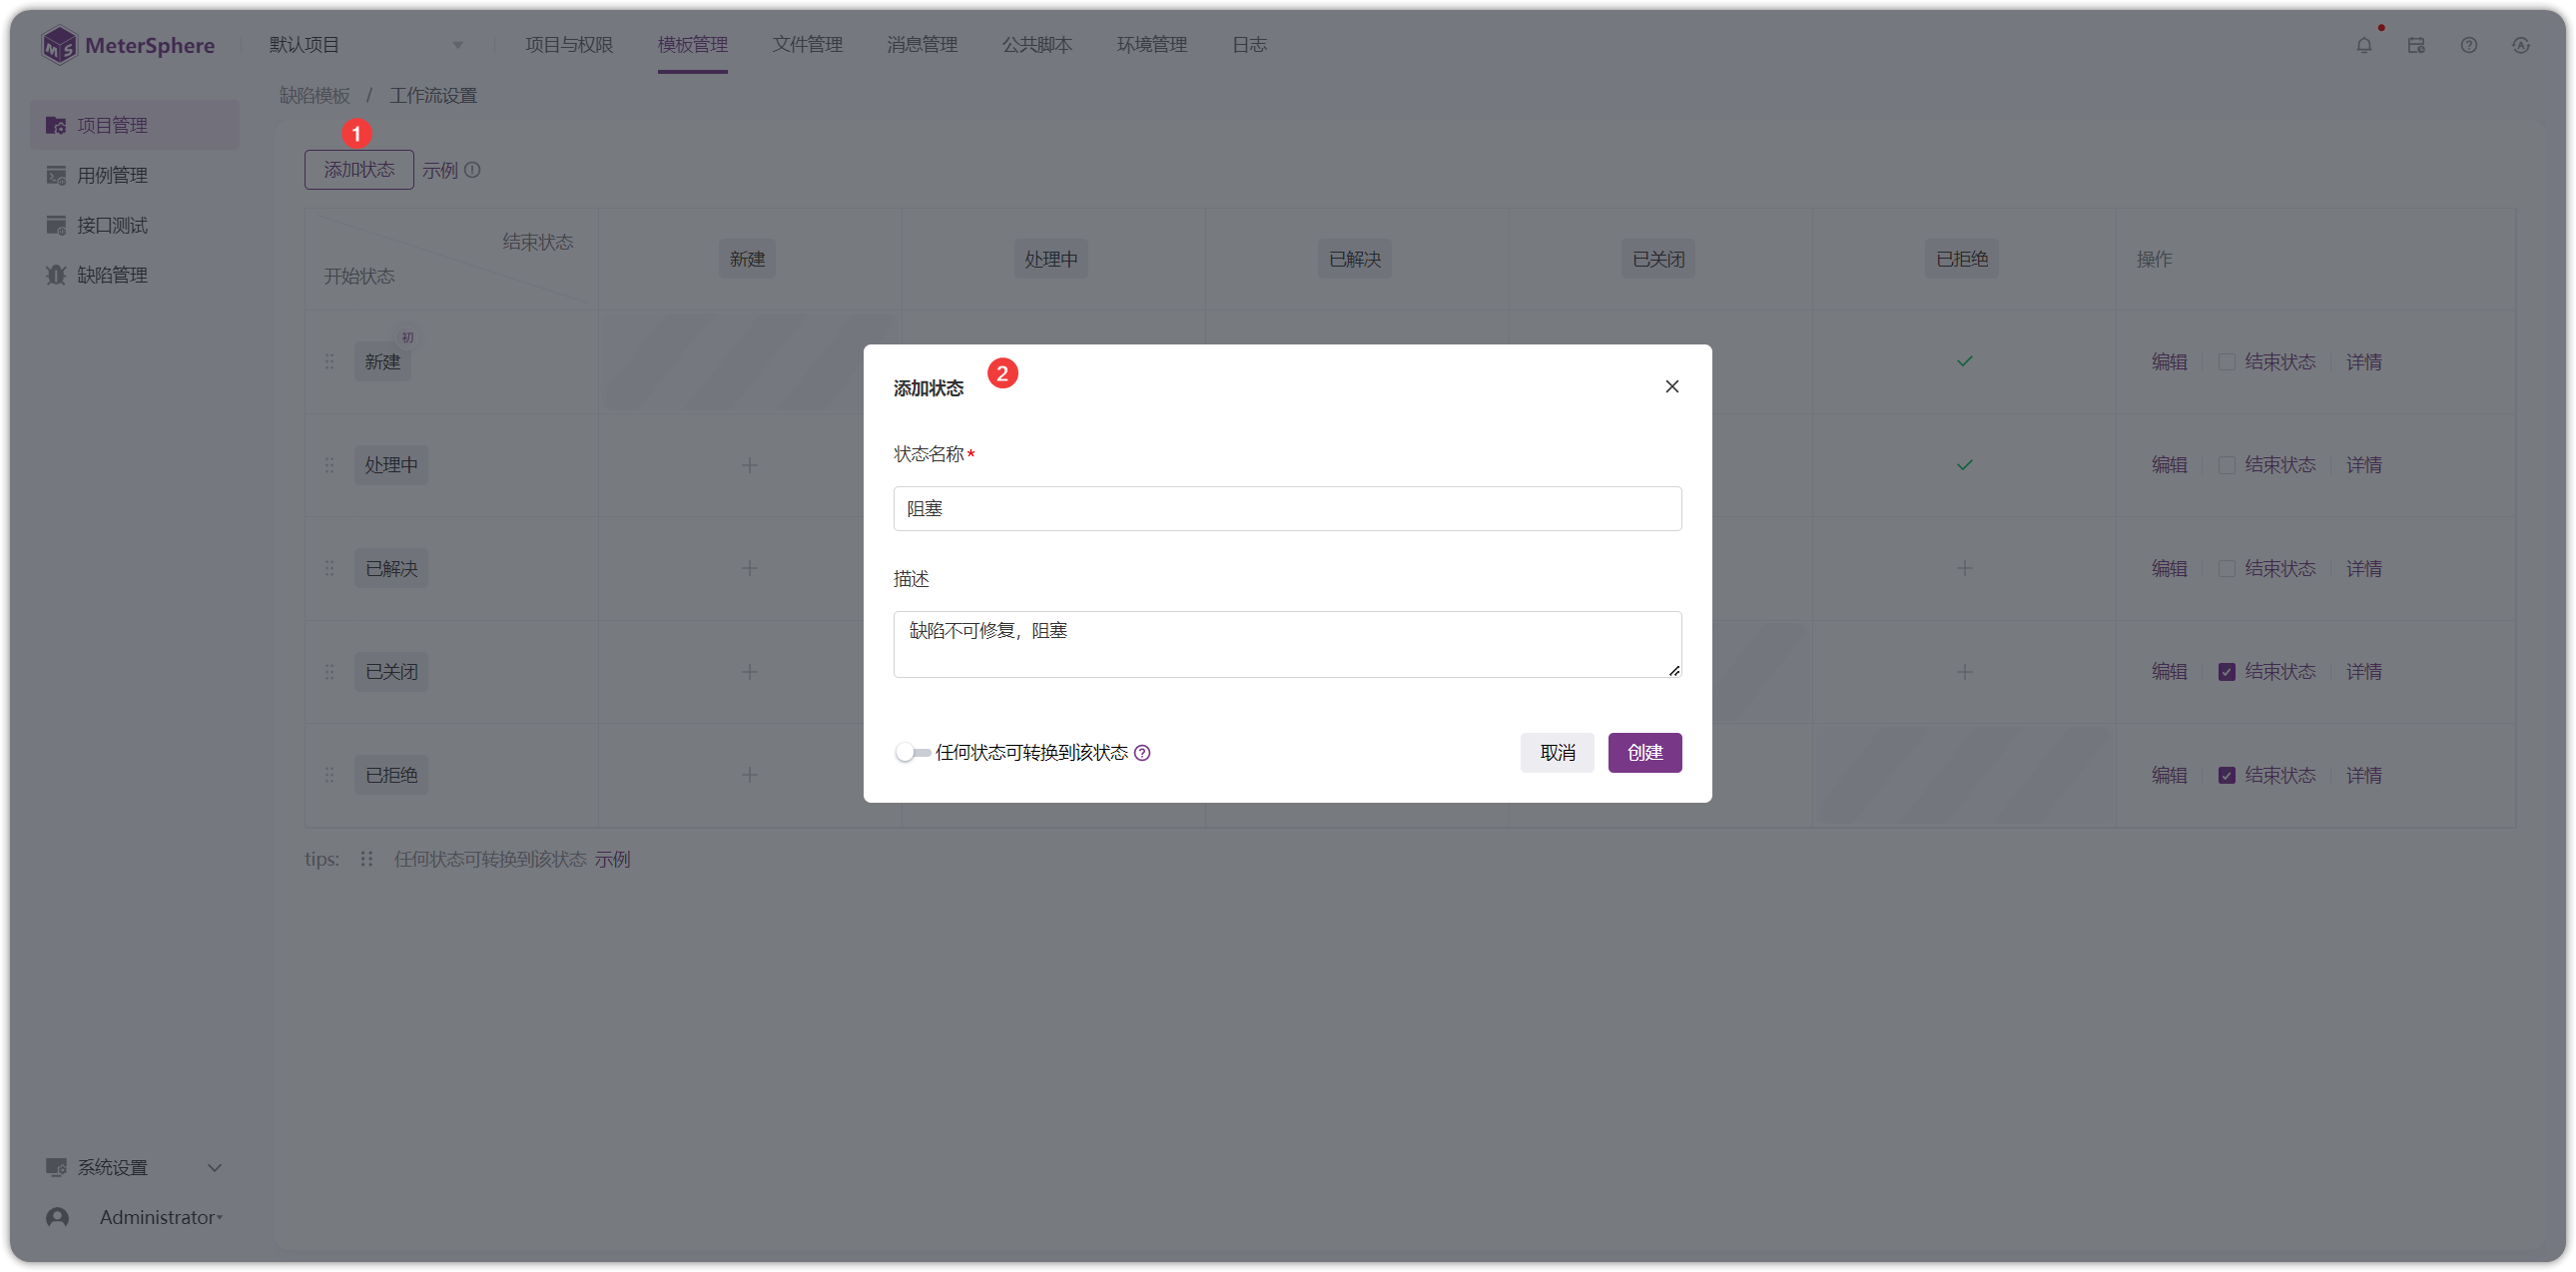 MeterSphere 默认项目 项目与权限 模板管理 文件管理 消息管理 公共脚本 环境管理 日志
缺陷模板 / 工作流设置
项目管理
用例管理
接口测试
缺陷管理
系统设置
Administrator
1
添加状态 示例
结束状态
开始状态
新建 处理中 已解决 已关闭 已拒绝 操作
新建 初 编辑 结束状态 详情
处理中 编辑 结束状态 详情
已解决 编辑 结束状态 详情
已关闭 编辑 结束状态 详情
已拒绝 编辑 结束状态 详情
tips: 任何状态可转换到该状态 示例
添加状态 2
状态名称*
阻塞
描述
缺陷不可修复，阻塞
任何状态可转换到该状态 取消 创建